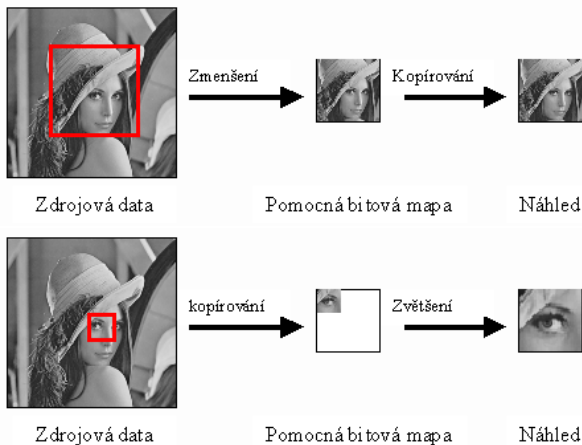 Zmenšení
Kopírování
Zdrojová data
Pomocná bitová mapa
Náhled
kopírování
Zvětšení
Zdrojová data
Pomocná bitová mapa
Náhled